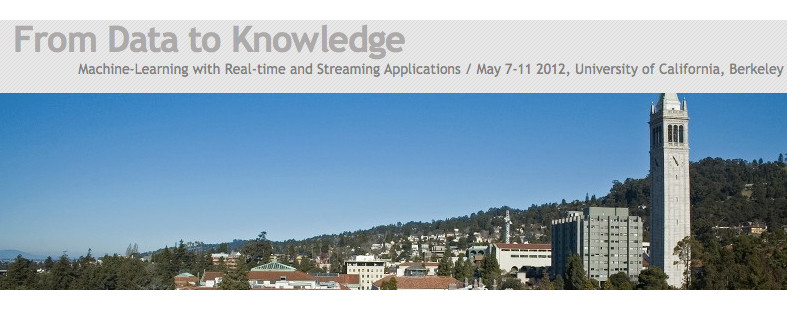 From Data to Knowledge
Machine-Learning with Real-time and Streaming Applications / May 7-11 2012, University of California, Berkeley